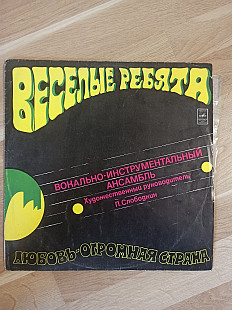 ВЕСЕЛЫЕ РЕБЯТА
ВОКАЛЬНО-ИНСТРУМЕНТАЛЬНЫЙ
АНСАМБЛЬ
Художественный руководитель
П. Слободкин
ЛЮБОВЬ-ОГРОМНАЯ СТРАНА